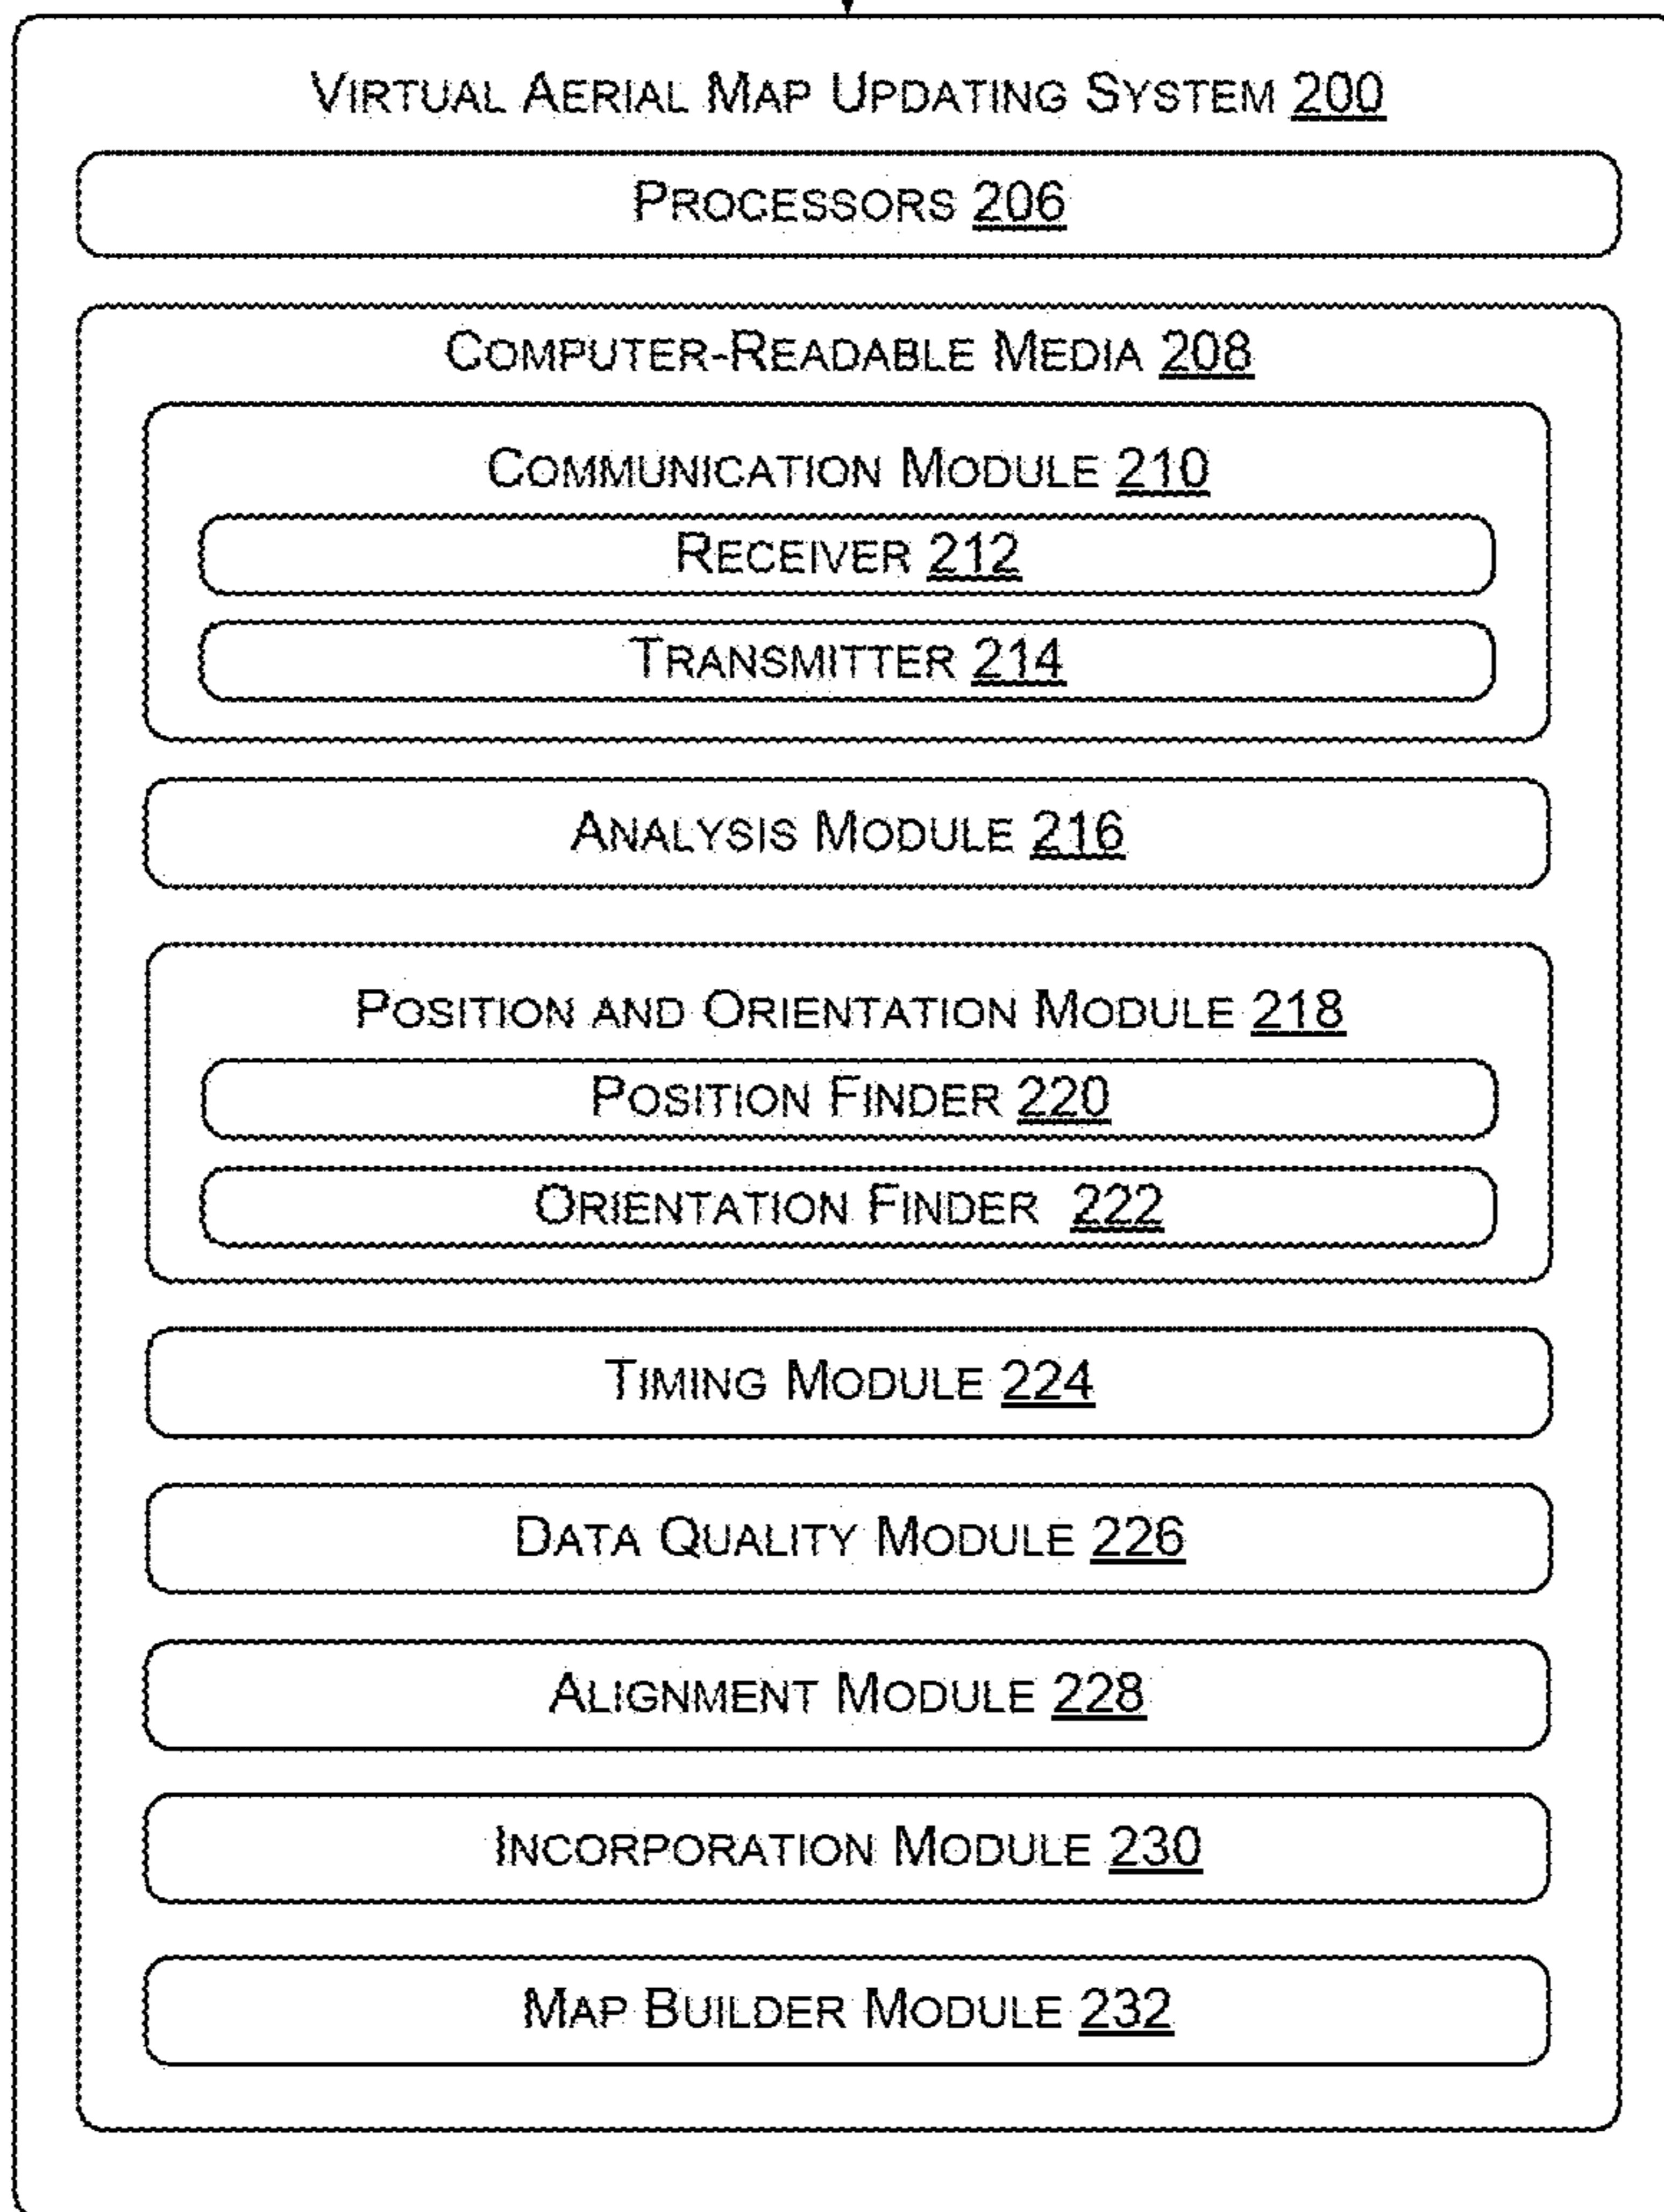 VIRTUAL AERIAL MAP UPDATING SYSTEM 200
PROCESSORS 206
COMPUTER-READABLE MEDIA 208
COMMUNICATION MODULE 210
RECEIVER 212
TRANSMITTER 214
ANALYSIS MODULE 216
POSITION AND ORIENTATION MODULE 218
POSITION FINDER 220
ORIENTATION FINDER 222
TIMING MODULE 224
DATA QUALITY MODULE 226
ALIGNMENT MODULE 228
INCORPORATION MODULE 230
MAP BUILDER MODULE 232